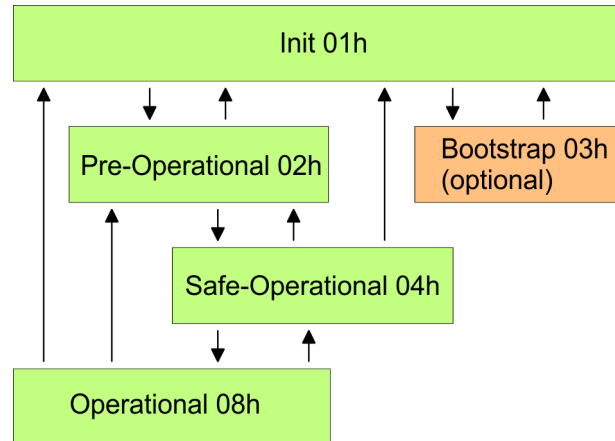 Init 01h
Pre-Operational 02h
Bootstrap 03h
(optional)
Safe-Operational 04h
Operational 08h